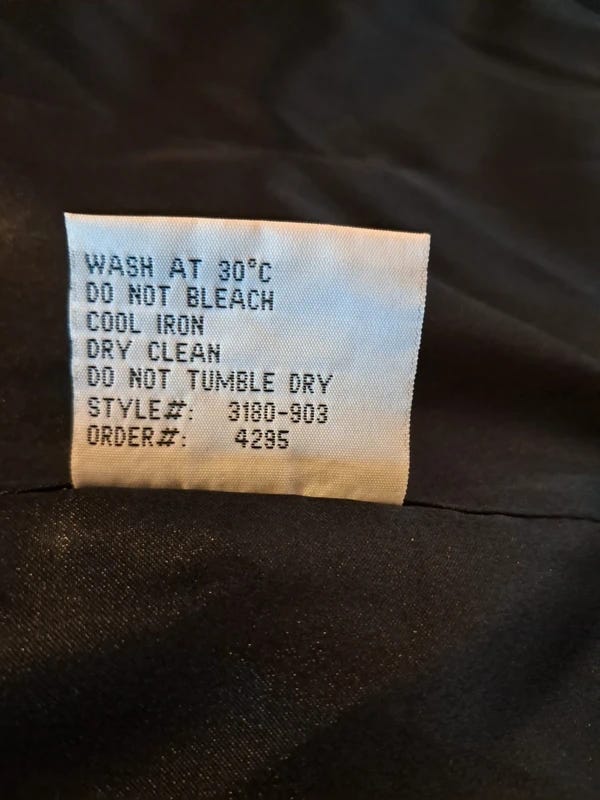 WASH AT 30°C
DO NOT BLEACH
COOL IRON
DRY CLEAN
DO NOT TUMBLE DRY
STYLE#: 3180-903
ORDER#: 4295